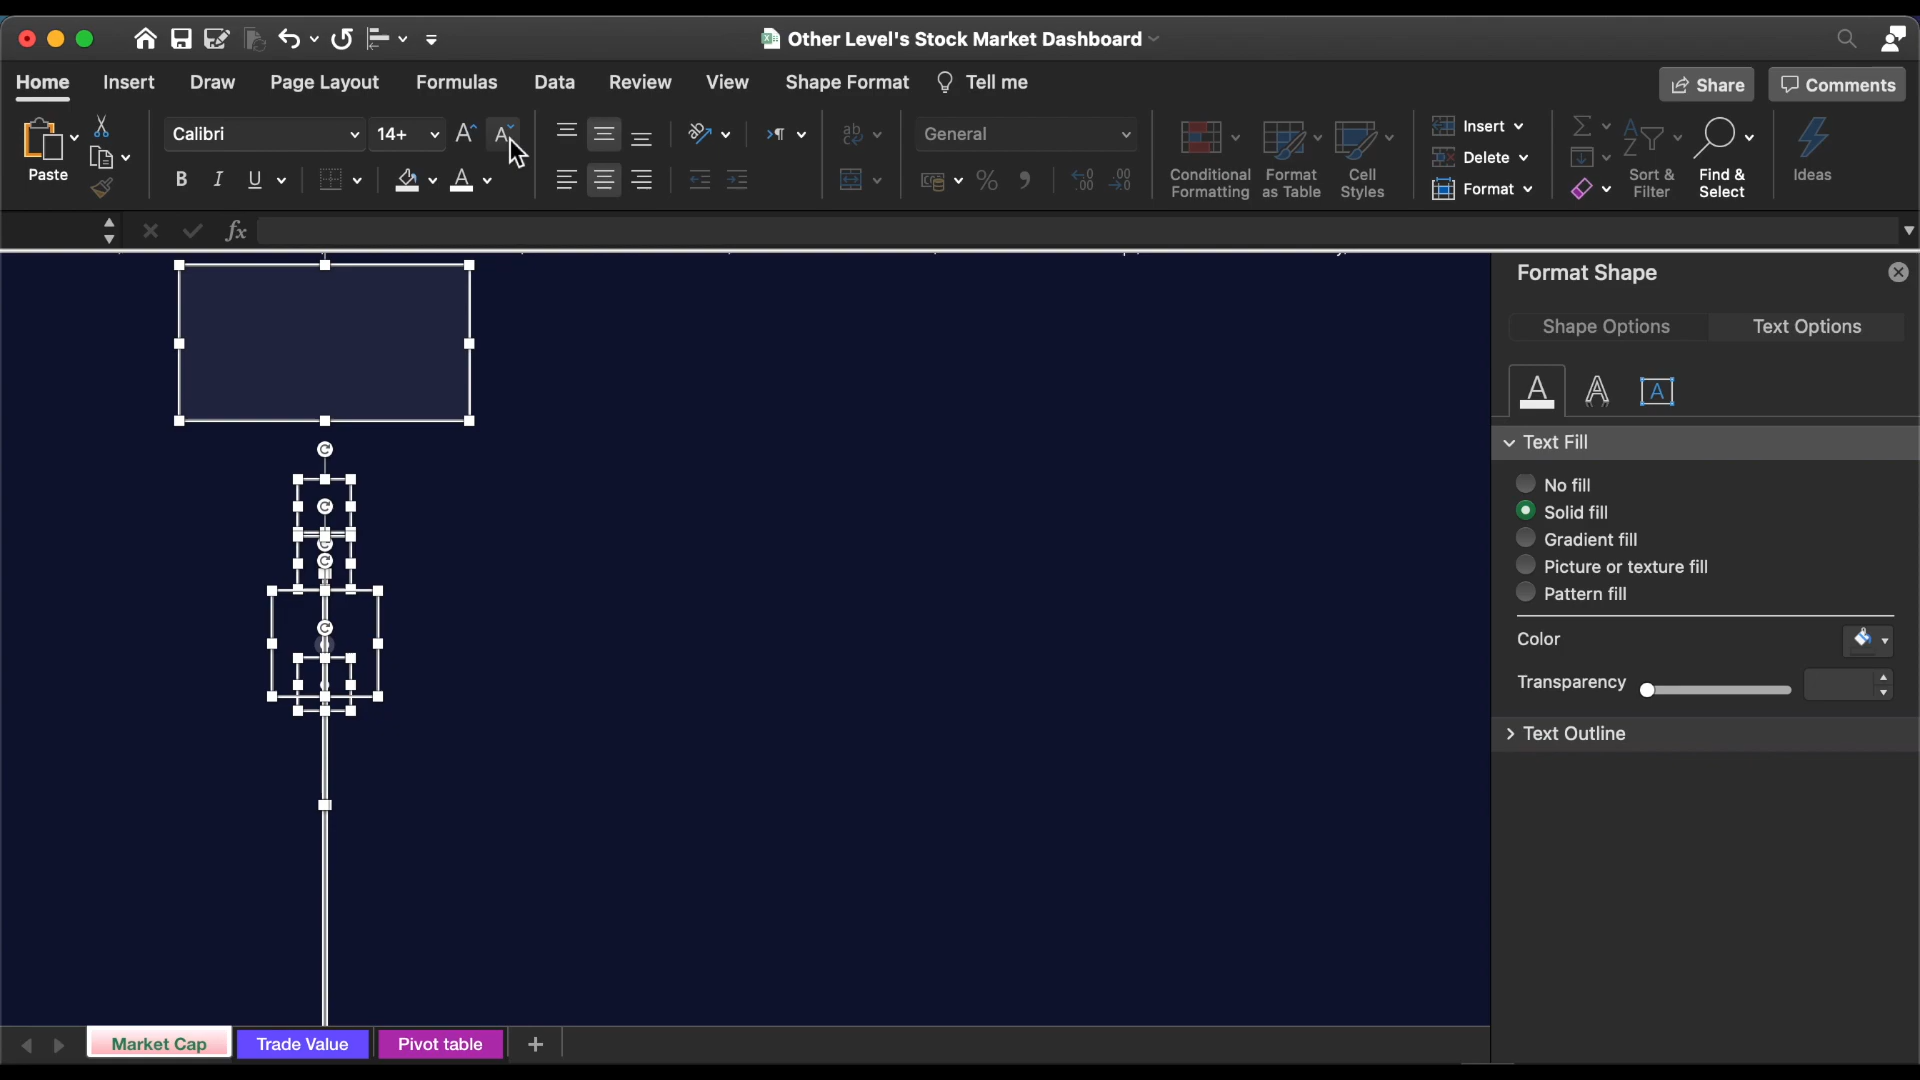 Other Level's Stock Market Dashboard
Home Insert Draw Page Layout Formulas Data Review View Shape Format Tell me Share Comments
Paste Calibri 14+ General Conditional Formatting Format as Table Cell Styles Insert Delete Format Sort & Filter Find & Select Ideas
fx
Format Shape
Shape Options Text Options
Text Fill
No fill
Solid fill
Gradient fill
Picture or texture fill
Pattern fill
Color
Transparency
Text Outline
Market Cap Trade Value Pivot table